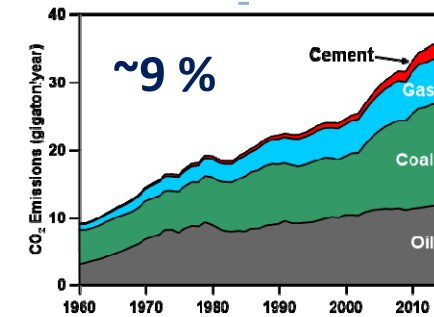 40
~9 %
Cement
30
Gas
20
Coal
10
Oil
0
CO₂ Emissions (gigaton/year)
1960 1970 1980 1990 2000 2010